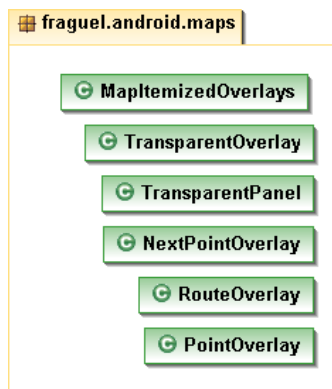 fraguel.android.maps
MapItemizedOverlays
TransparentOverlay
TransparentPanel
NextPointOverlay
RouteOverlay
PointOverlay